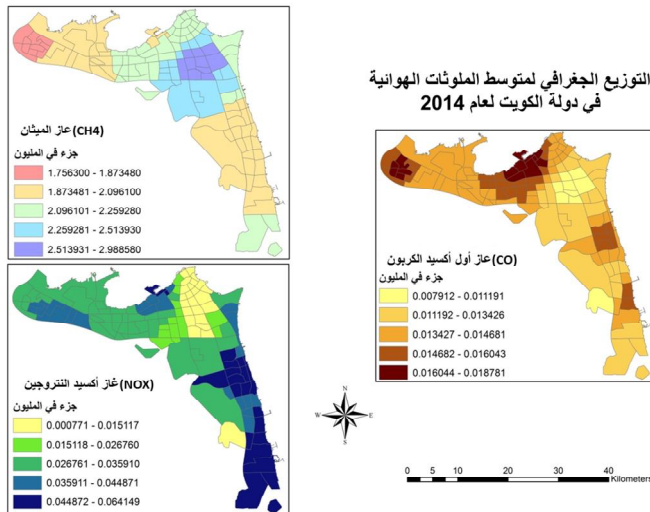 التوزيع الجغرافي لمتوسط الملوثات الهوائية
في دولة الكويت لعام 2014
غاز الميثان(CH4)
جزء في المليون
1.756300 - 1.873480
1.873481 - 2.096100
2.096101 - 2.259280
2.259281 - 2.513930
2.513931 - 2.988580
غاز أول أكسيد الكربون(CO)
جزء في المليون
0.007912 - 0.011191
0.011192 - 0.013426
0.013427 - 0.014681
0.014682 - 0.016043
0.016044 - 0.018781
غاز أكسيد النتروجين(NOX)
جزء في المليون
0.000771 - 0.015117
0.015118 - 0.026760
0.026761 - 0.035910
0.035911 - 0.044871
0.044872 - 0.064149
N
W E
S
0 5 10 20 30 40
Kilometers